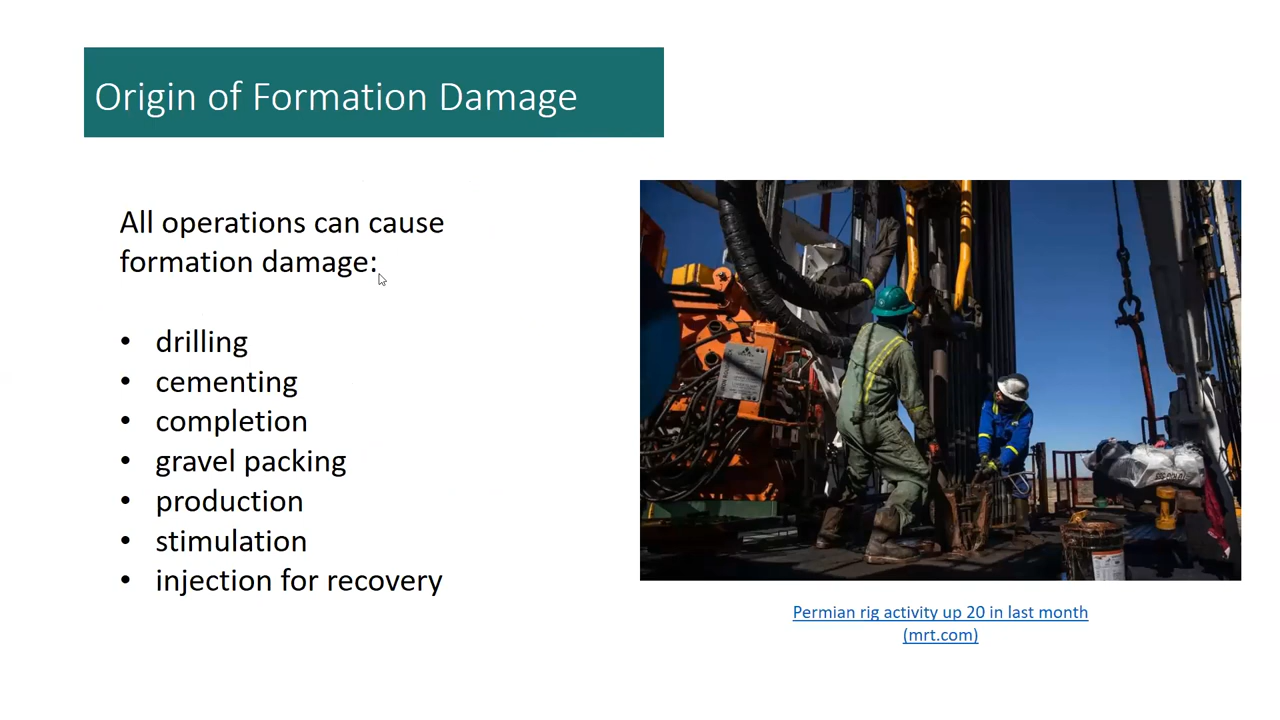 Origin of Formation Damage
All operations can cause
formation damage:
• drilling
• cementing
• completion
• gravel packing
• production
• stimulation
• injection for recovery
Permian rig activity up 20 in last month
(mrt.com)